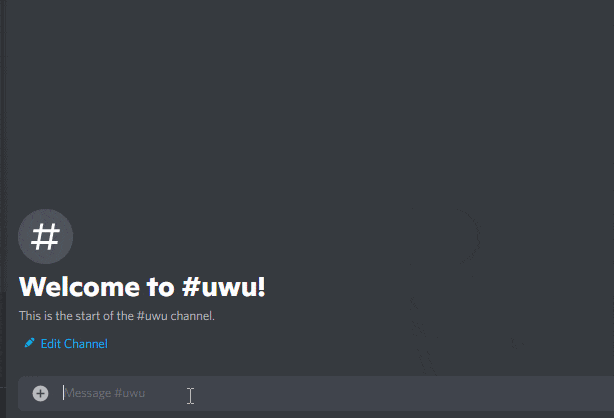 #
Welcome to #uwu!
This is the start of the #uwu channel.
Edit Channel
Message #uwu